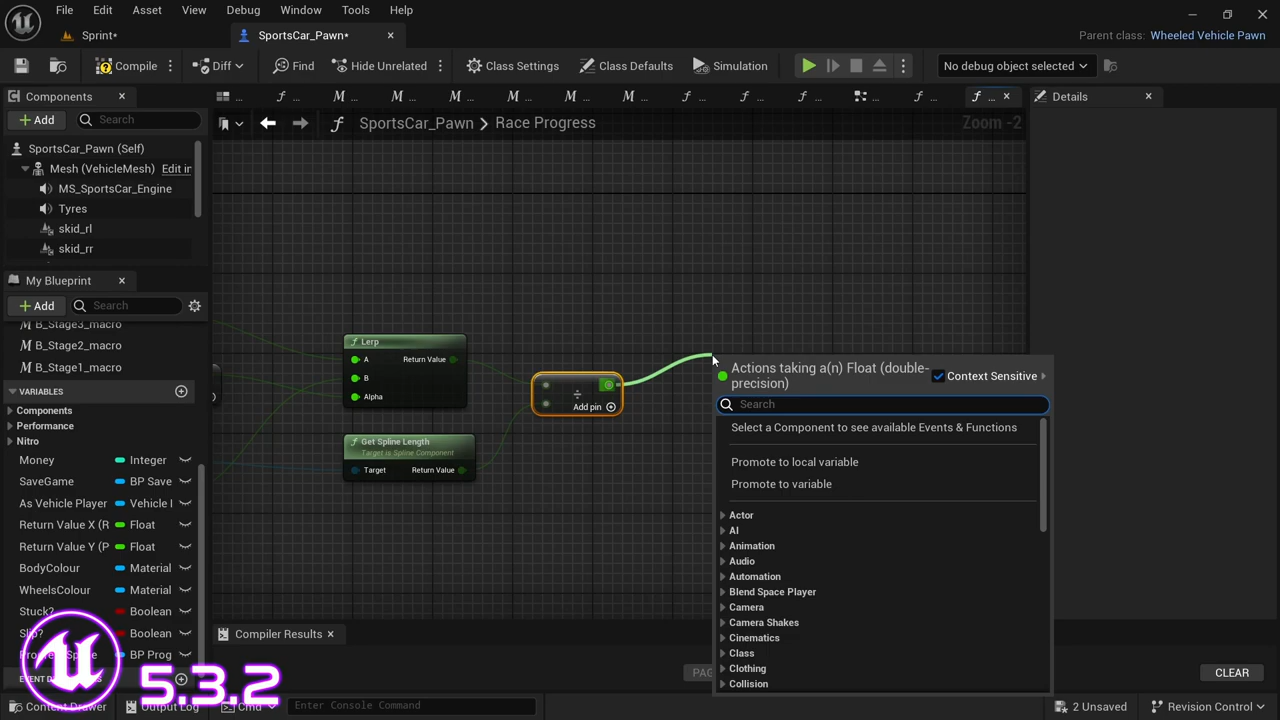 File Edit Asset View Debug Window Tools Help
Sprint*
SportsCar_Pawn*
Parent class: Wheeled Vehicle Pawn
Compile
Diff
Find
Hide Unrelated
Class Settings
Class Defaults
Simulation
No debug object selected
Components
Details
+ Add
Search
SportsCar_Pawn > Race Progress
Zoom -2
SportsCar_Pawn (Self)
Mesh (VehicleMesh) Edit in
MS_SportsCar_Engine
Tyres
skid_rl
skid_rr
My Blueprint
+ Add
Search
B_Stage3_macro
B_Stage2_macro
B_Stage1_macro
VARIABLES
Components
Performance
Nitro
Money Integer
SaveGame BP Save
As Vehicle Player Vehicle I
Return Value X (R Float
Return Value Y (P Float
BodyColour Material
WheelsColour Material
Stuck? Boolean
Slip? Boolean
BP Prog
Lerp
A Return Value
B
Alpha
Get Spline Length
Target is Spline Component
Target Return Value
÷
Add pin
Actions taking a(n) Float (double-
precision)
Context Sensitive
Search
Select a Component to see available Events & Functions
Promote to local variable
Promote to variable
Actor
AI
Animation
Audio
Automation
Blend Space Player
Camera
Camera Shakes
Cinematics
Class
Clothing
Collision
Compiler Results
CLEAR
5.3.2
Content Drawer
Output Log
Cmd
Enter Console Command
2 Unsaved
Revision Control